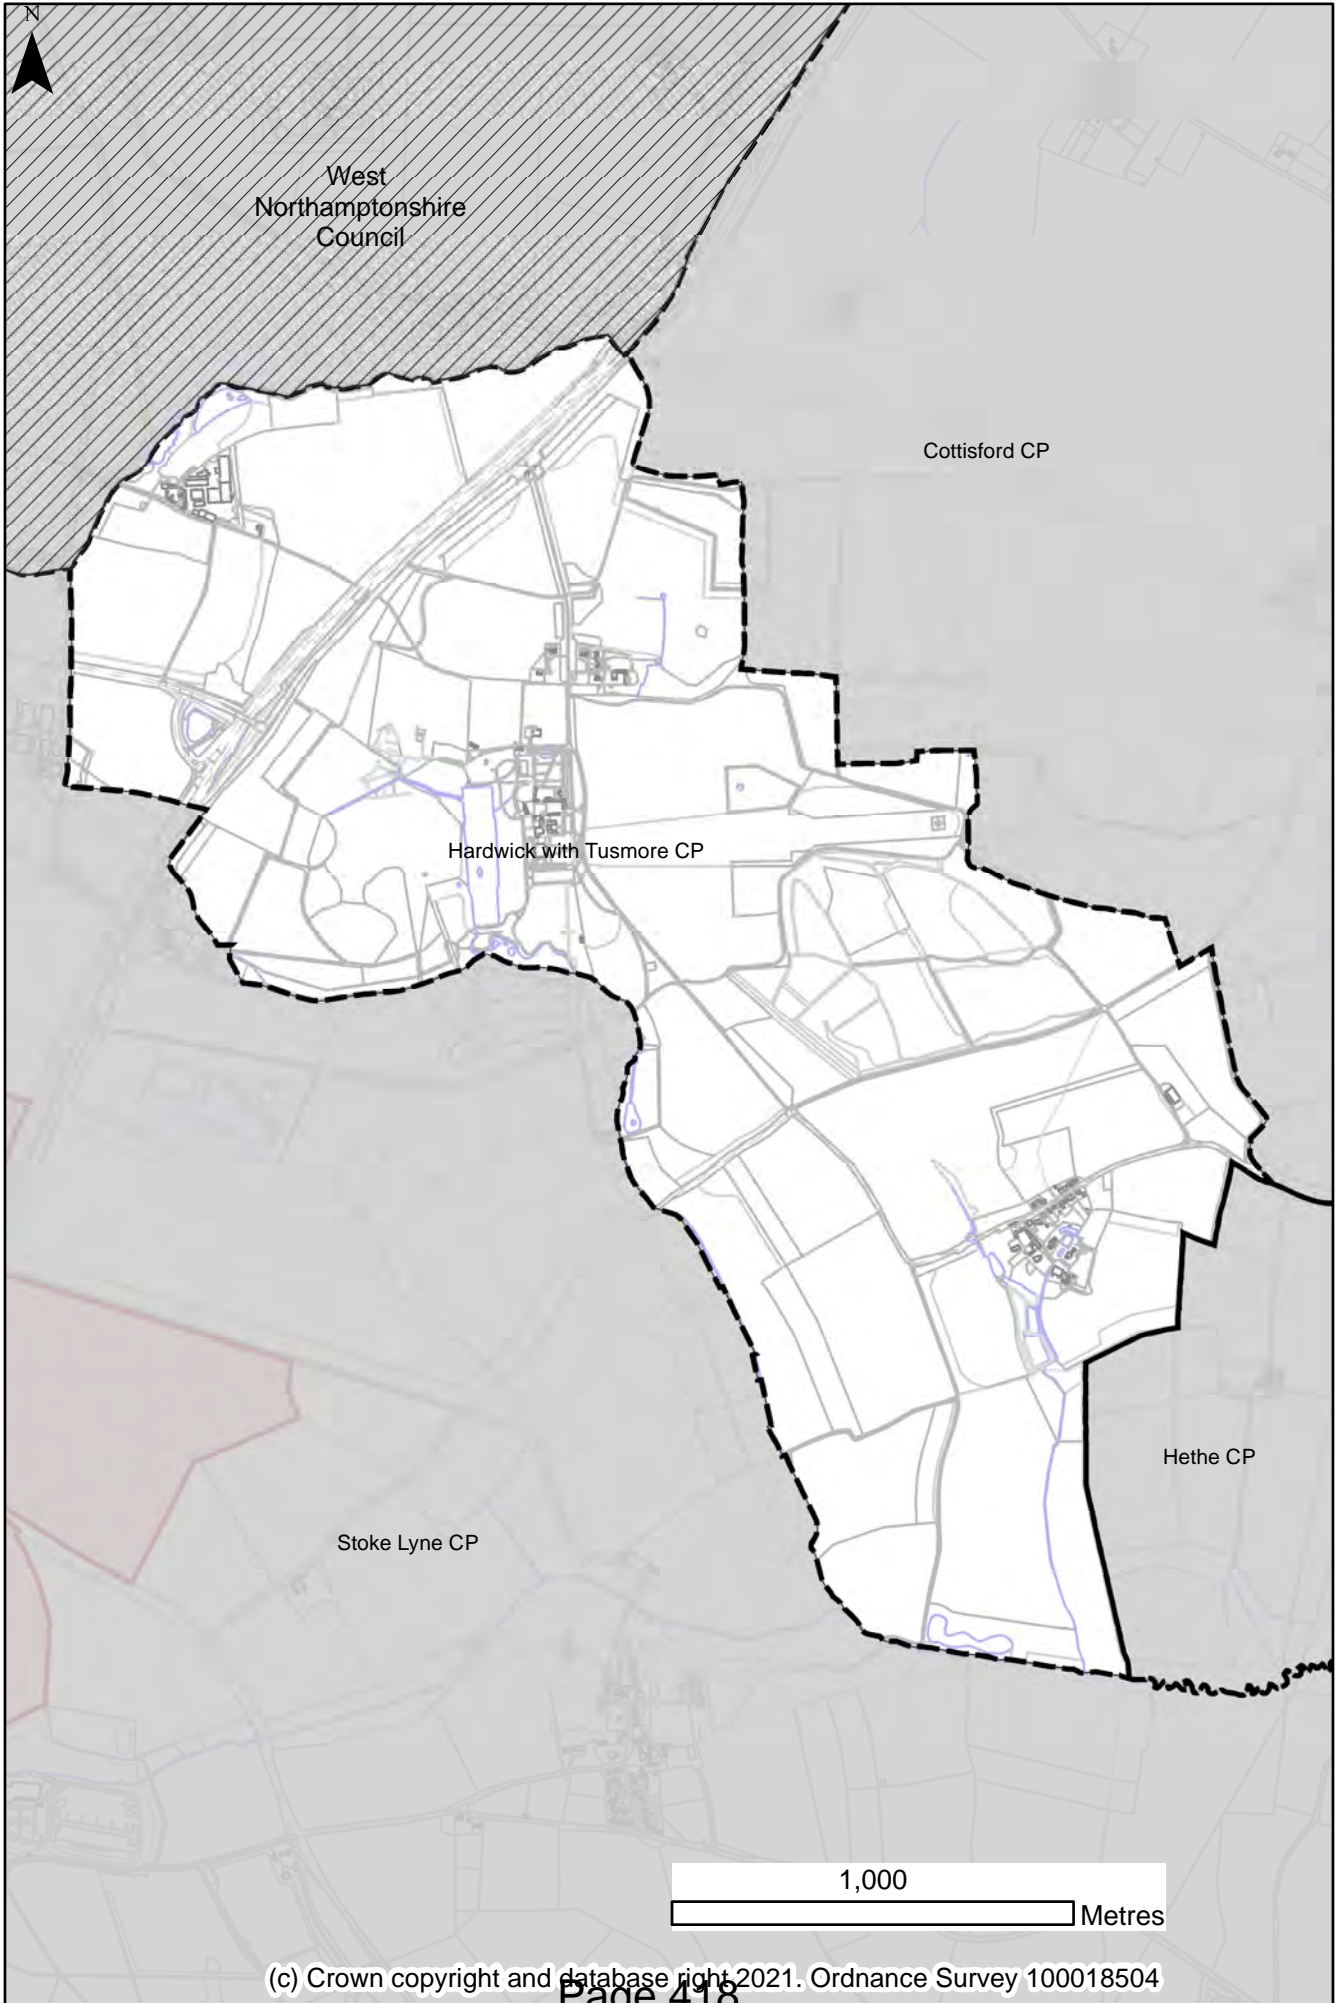 N
West
Northamptonshire
Council
Cottisford CP
Hardwick with Tusmore CP
Hethe CP
Stoke Lyne CP
1,000
Metres
(c) Crown copyright and database right 2021. Ordnance Survey 100018504
Page 418